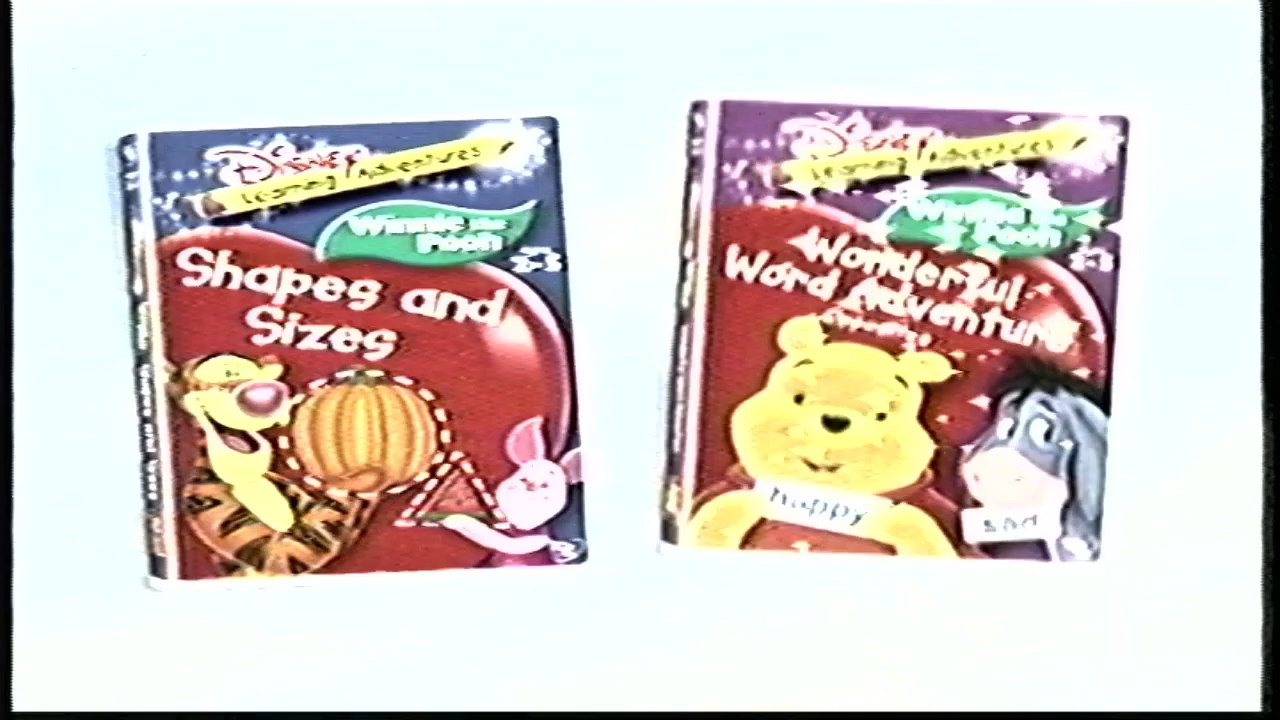 Disney
Learning Adventures
Winnie the
Pooh
Shapes and
Sizes
Disney
Learning Adventures
Winnie the
Pooh
Wonderful
Word Adventure
happy
sad